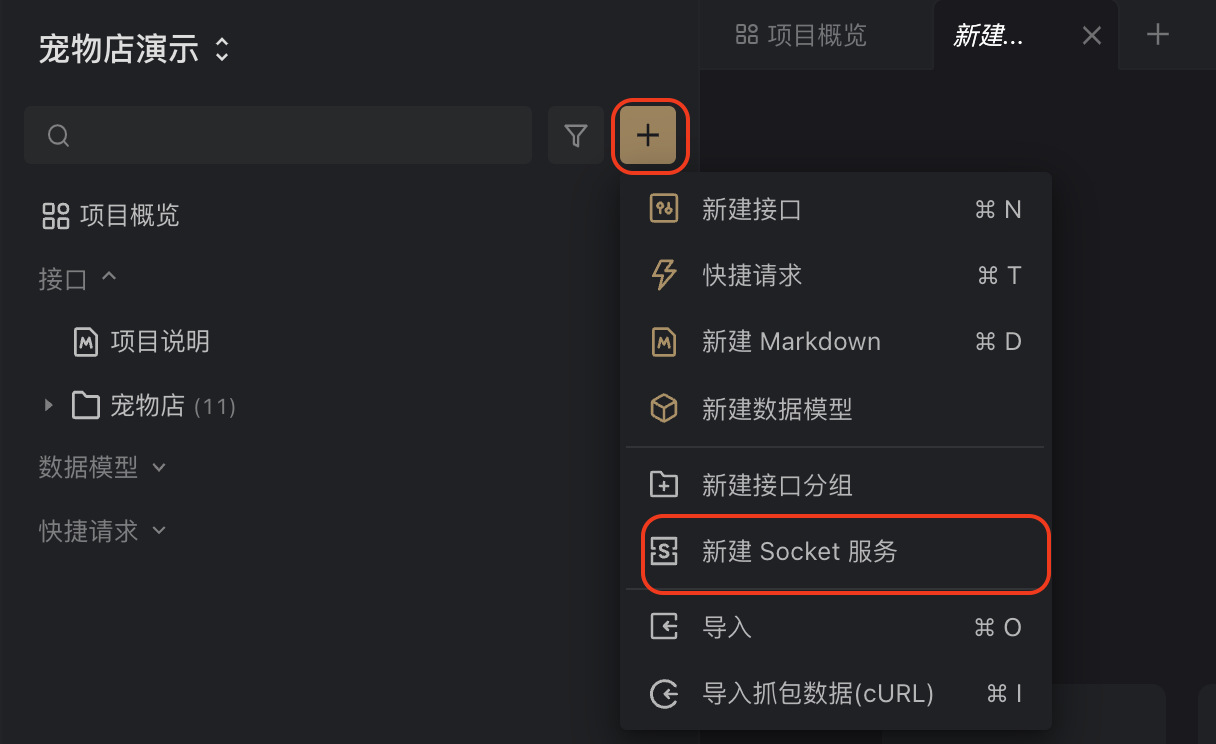 宠物店演示
项目概览
新建...
项目概览
接口
项目说明
宠物店 (11)
数据模型
快捷请求
新建接口 ⌘ N
快捷请求 ⌘ T
新建 Markdown ⌘ D
新建数据模型
新建接口分组
新建 Socket 服务
导入 ⌘ O
导入抓包数据(cURL) ⌘ I